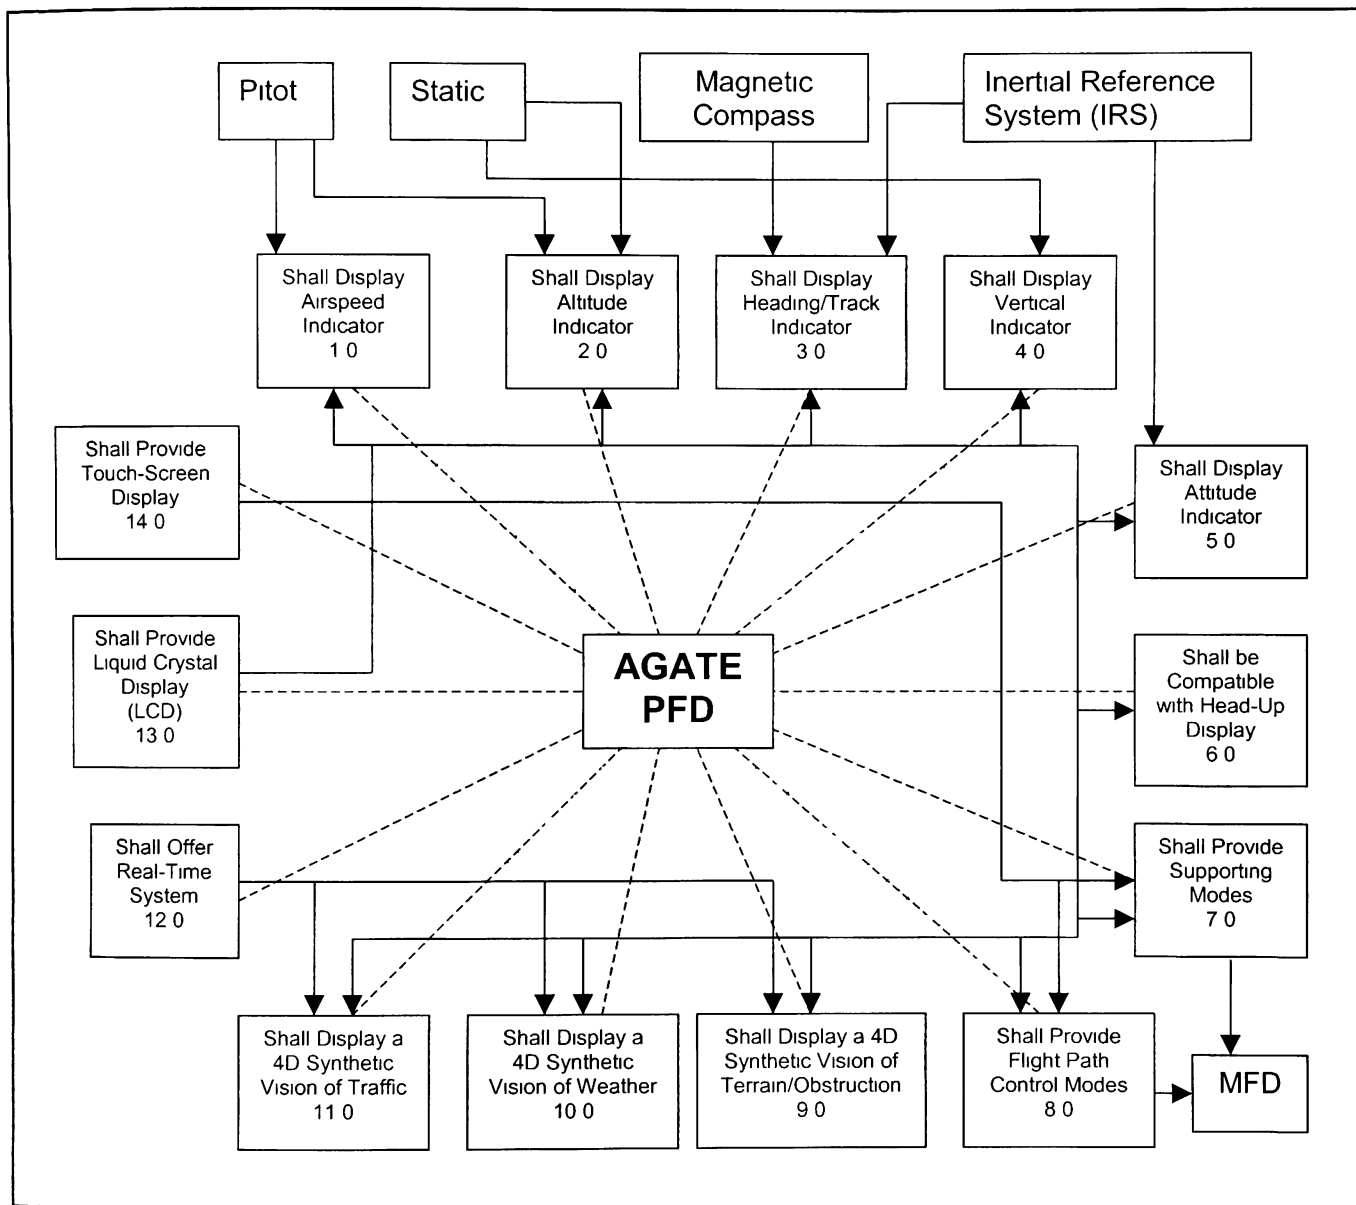 Pitot
Static
Magnetic
Compass
Inertial Reference
System (IRS)
Shall Display
Airspeed
Indicator
1 0
Shall Display
Altitude
Indicator
2 0
Shall Display
Heading/Track
Indicator
3 0
Shall Display
Vertical
Indicator
4 0
Shall Provide
Touch-Screen
Display
14 0
Shall Display
Attitude
Indicator
5 0
Shall Provide
Liquid Crystal
Display
(LCD)
13 0
AGATE
PFD
Shall be
Compatible
with Head-Up
Display
6 0
Shall Offer
Real-Time
System
12 0
Shall Provide
Supporting
Modes
7 0
Shall Display a
4D Synthetic
Vision of Traffic
11 0
Shall Display a
4D Synthetic
Vision of Weather
10 0
Shall Display a 4D
Synthetic Vision of
Terrain/Obstruction
9 0
Shall Provide
Flight Path
Control Modes
8 0
MFD